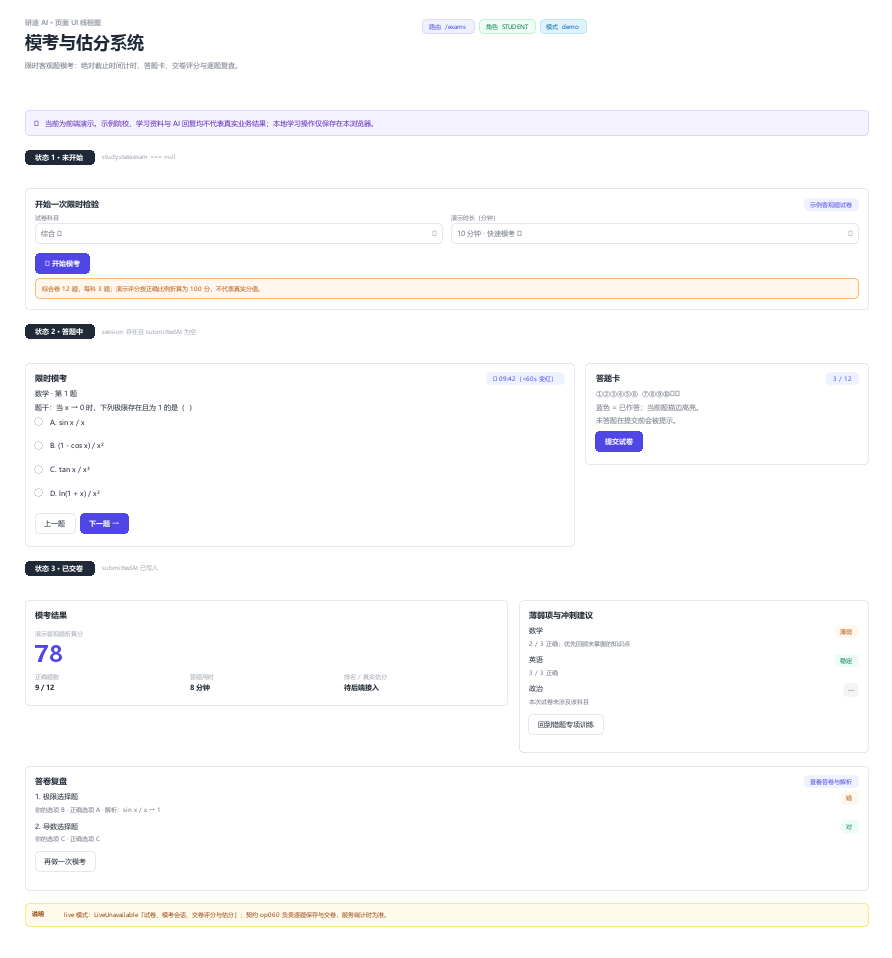 研途 AI • 页面 UI 线框图
模考与估分系统
路由 /exams
角色 STUDENT
模式 demo
限时客观题模考：绝对截止时间计时、答题卡、交卷评分与逐题复盘。
当前为前端演示。示例院校、学习资料与 AI 回复均不代表真实业务结果；本地学习操作仅保存在本浏览器。
状态 1 • 未开始
study.state.exam === null
开始一次限时检验
示例客观题试卷
试卷科目
演示时长（分钟）
综合
10 分钟 · 快速模考
开始模考
综合卷 12 题，每科 3 题；演示评分按正确比例折算为 100 分，不代表真实分值。
状态 2 • 答题中
session 存在且 submittedAt 为空
限时模考
09:42（<60s 变红）
数学 · 第 1 题
题干：当 x → 0 时，下列极限存在且为 1 的是（ ）
A. sin x / x
B. (1 - cos x) / x²
C. tan x / x³
D. ln(1 + x) / x²
上一题
下一题 →
答题卡
3 / 12
①②③④⑤⑥ ⑦⑧⑨⑩
蓝色 = 已作答；当前题描边高亮。
未答题在提交前会被提示。
提交试卷
状态 3 • 已交卷
submittedAt 已写入
模考结果
演示客观题折算分
78
正确题数
答题用时
排名 / 真实估分
9 / 12
8 分钟
待后端接入
薄弱项与冲刺建议
数学
薄弱
2 / 3 正确；优先回顾未掌握的知识点
英语
稳定
3 / 3 正确
政治
—
本次试卷未涉及该科目
回到错题专项训练
答卷复盘
查看答卷与解析
1. 极限选择题
错
你的选项 B · 正确选项 A · 解析：sin x / x → 1
2. 导数选择题
对
你的选项 C · 正确选项 C
再做一次模考
说明
live 模式：LiveUnavailable「试卷、模考会话、交卷评分与估分」；契约 op060 负责逐题保存与交卷，服务端计时为准。